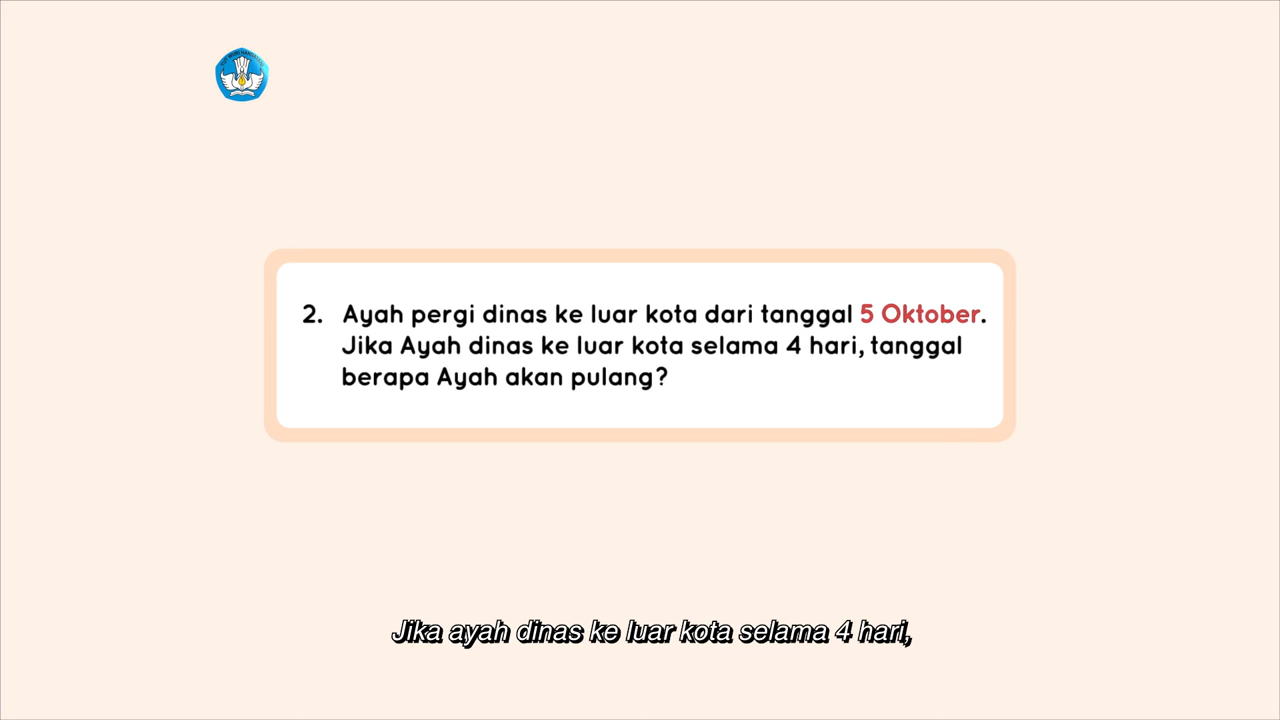 2. Ayah pergi dinas ke luar kota dari tanggal 5 Oktober.
Jika Ayah dinas ke luar kota selama 4 hari, tanggal
berapa Ayah akan pulang?
Jika ayah dinas ke luar kota selama 4 hari,